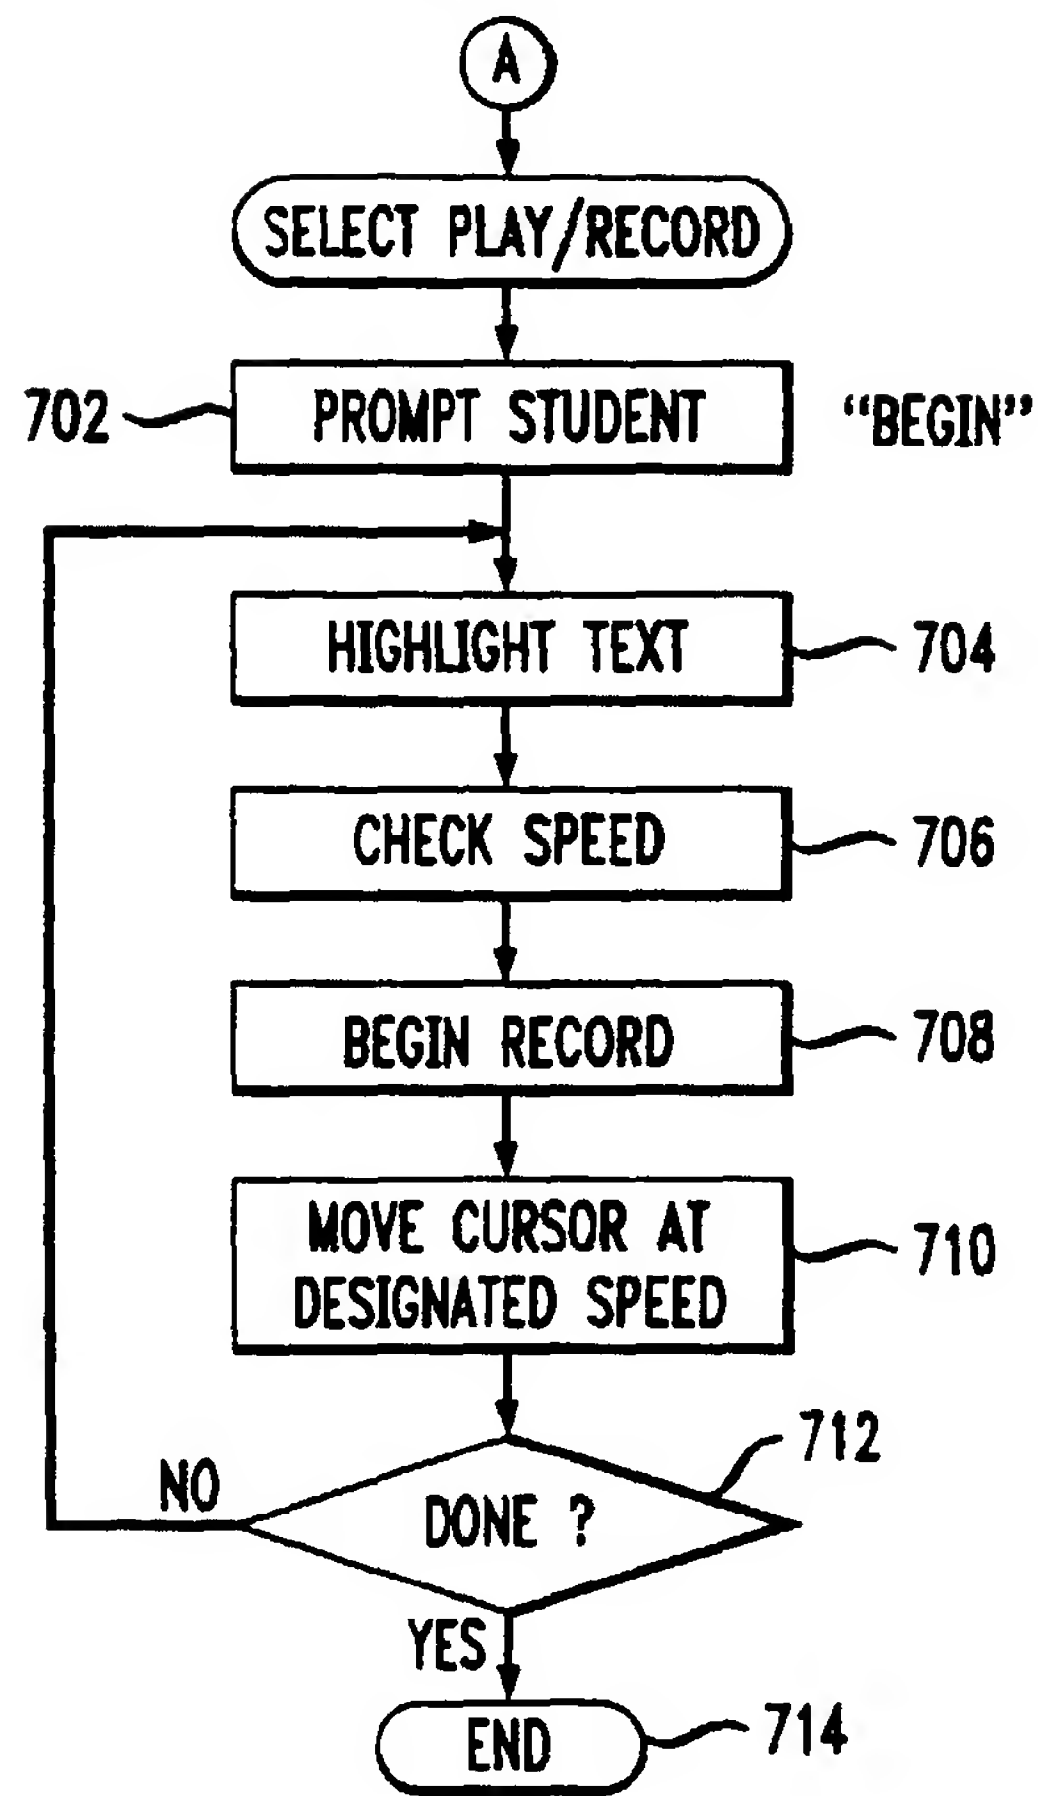 A
SELECT PLAY/RECORD
702
PROMPT STUDENT
“BEGIN”
HIGHLIGHT TEXT
704
CHECK SPEED
706
BEGIN RECORD
708
MOVE CURSOR AT
DESIGNATED SPEED
710
712
NO
DONE ?
YES
END
714